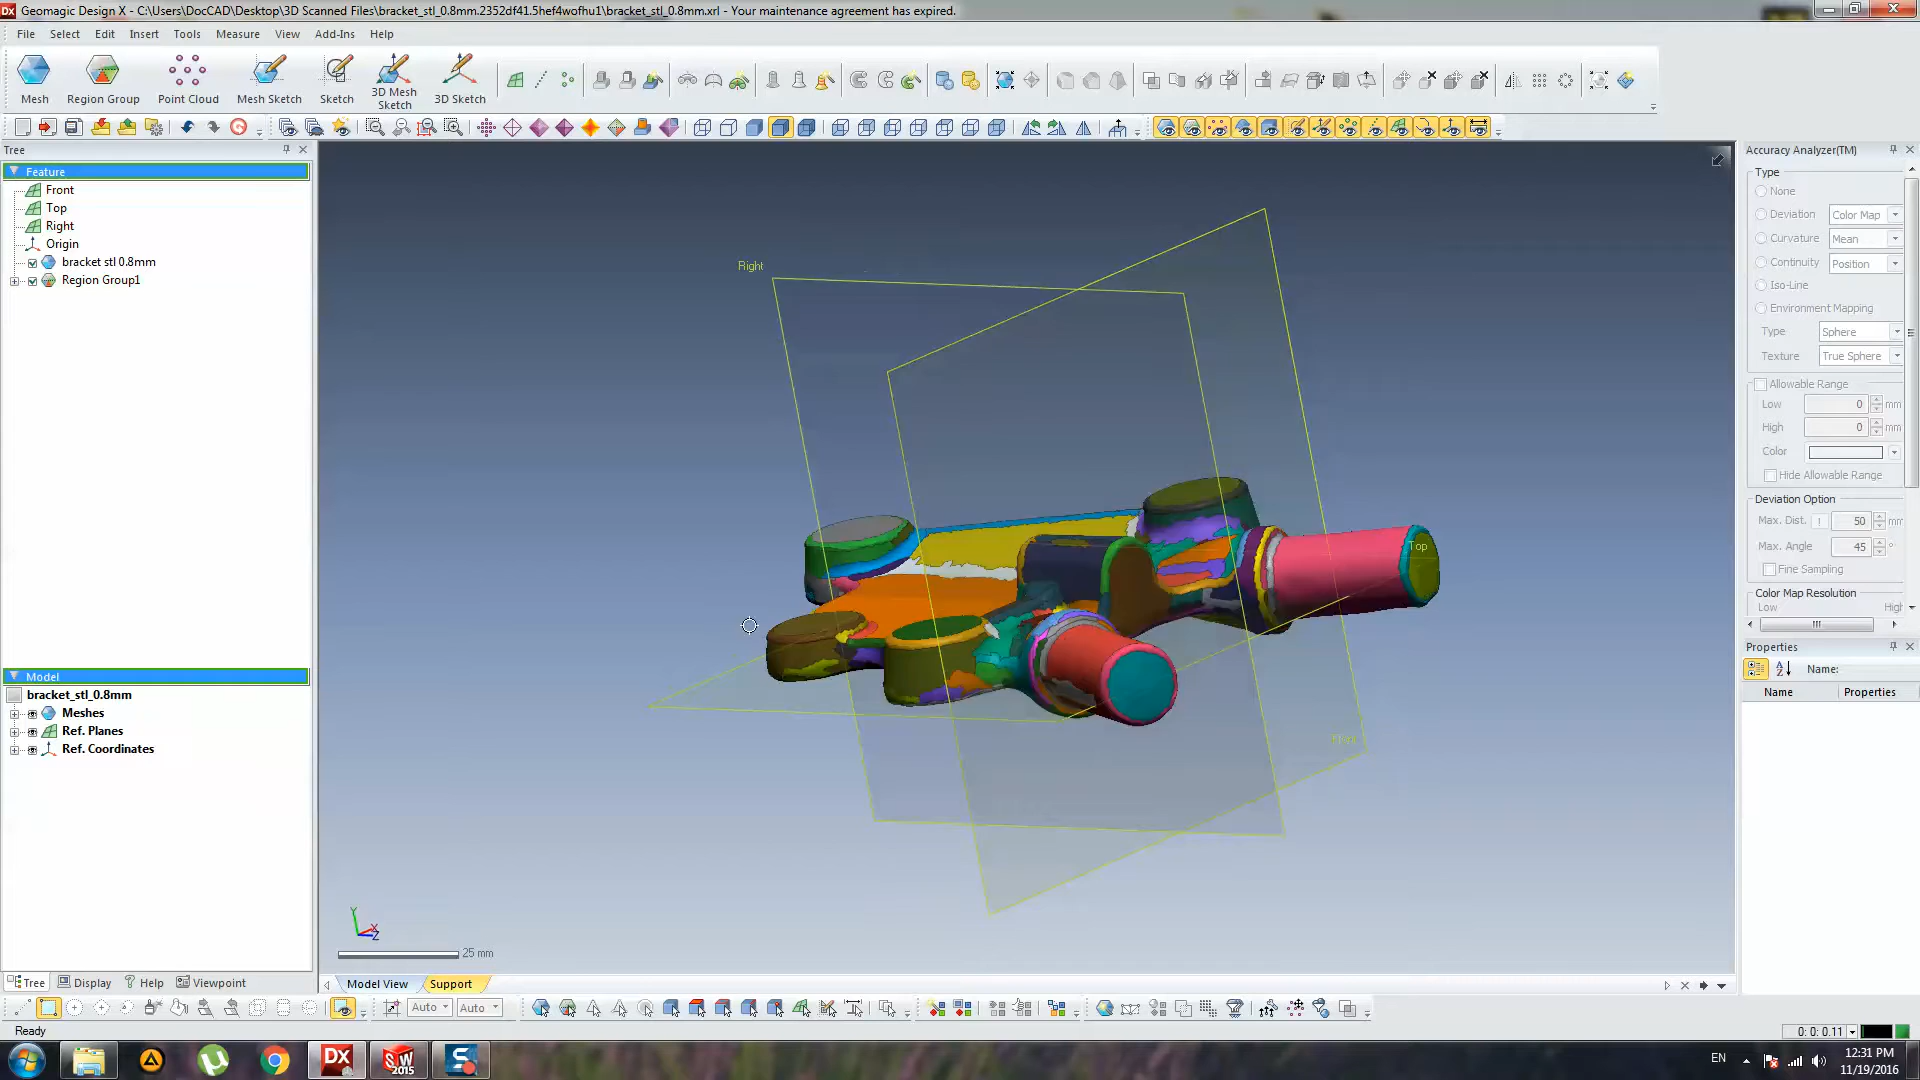 Geomagic Design X - C:\Users\DocCAD\Desktop\3D Scanned Files\bracket_stl_0.8mm.2352df41.5hef4wofhu1\bracket_stl_0.8mm.xrl - Your maintenance agreement has expired.
File Select Edit Insert Tools Measure View Add-Ins Help
Mesh Region Group Point Cloud Mesh Sketch Sketch 3D Mesh Sketch 3D Sketch
Tree
Feature
Front
Top
Right
Origin
bracket stl 0.8mm
Region Group1
Model
bracket_stl_0.8mm
Meshes
Ref. Planes
Ref. Coordinates
Right
Top
Front
Y
X
Z
25 mm
Accuracy Analyzer(TM)
Type
None
Deviation Color Map
Curvature Mean
Continuity Position
Iso-Line
Environment Mapping
Type Sphere
Texture True Sphere
Allowable Range
Low 0 mm
High 0 mm
Color
Hide Allowable Range
Deviation Option
Max. Dist. ! 50 mm
Max. Angle 45 °
Fine Sampling
Color Map Resolution
Low High
Properties
Name:
Name Properties
Tree Display Help Viewpoint
Model View Support
Auto Auto
Ready
0: 0: 0.11
DX
SW 2015
EN
12:31 PM
11/19/2016